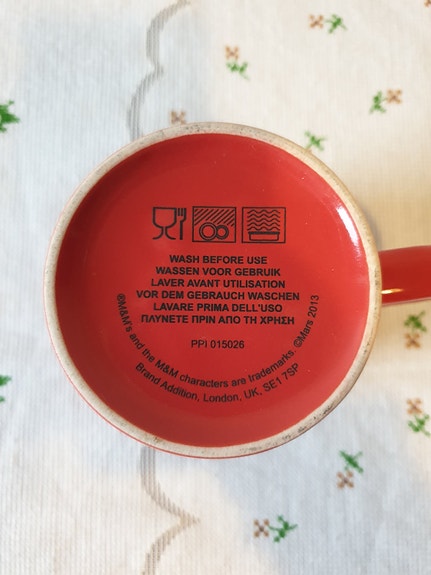 WASH BEFORE USE
WASSEN VOOR GEBRUIK
LAVER AVANT UTILISATION
VOR DEM GEBRAUCH WASCHEN
LAVARE PRIMA DELL'USO
ΠΛΥΝΕΤΕ ΠΡΙΝ ΑΠΟ ΤΗ ΧΡΗΣΗ
PPI 015026
®M&M's and the M&M characters are trademarks. ©Mars 2013
Brand Addition, London, UK, SE1 7SP